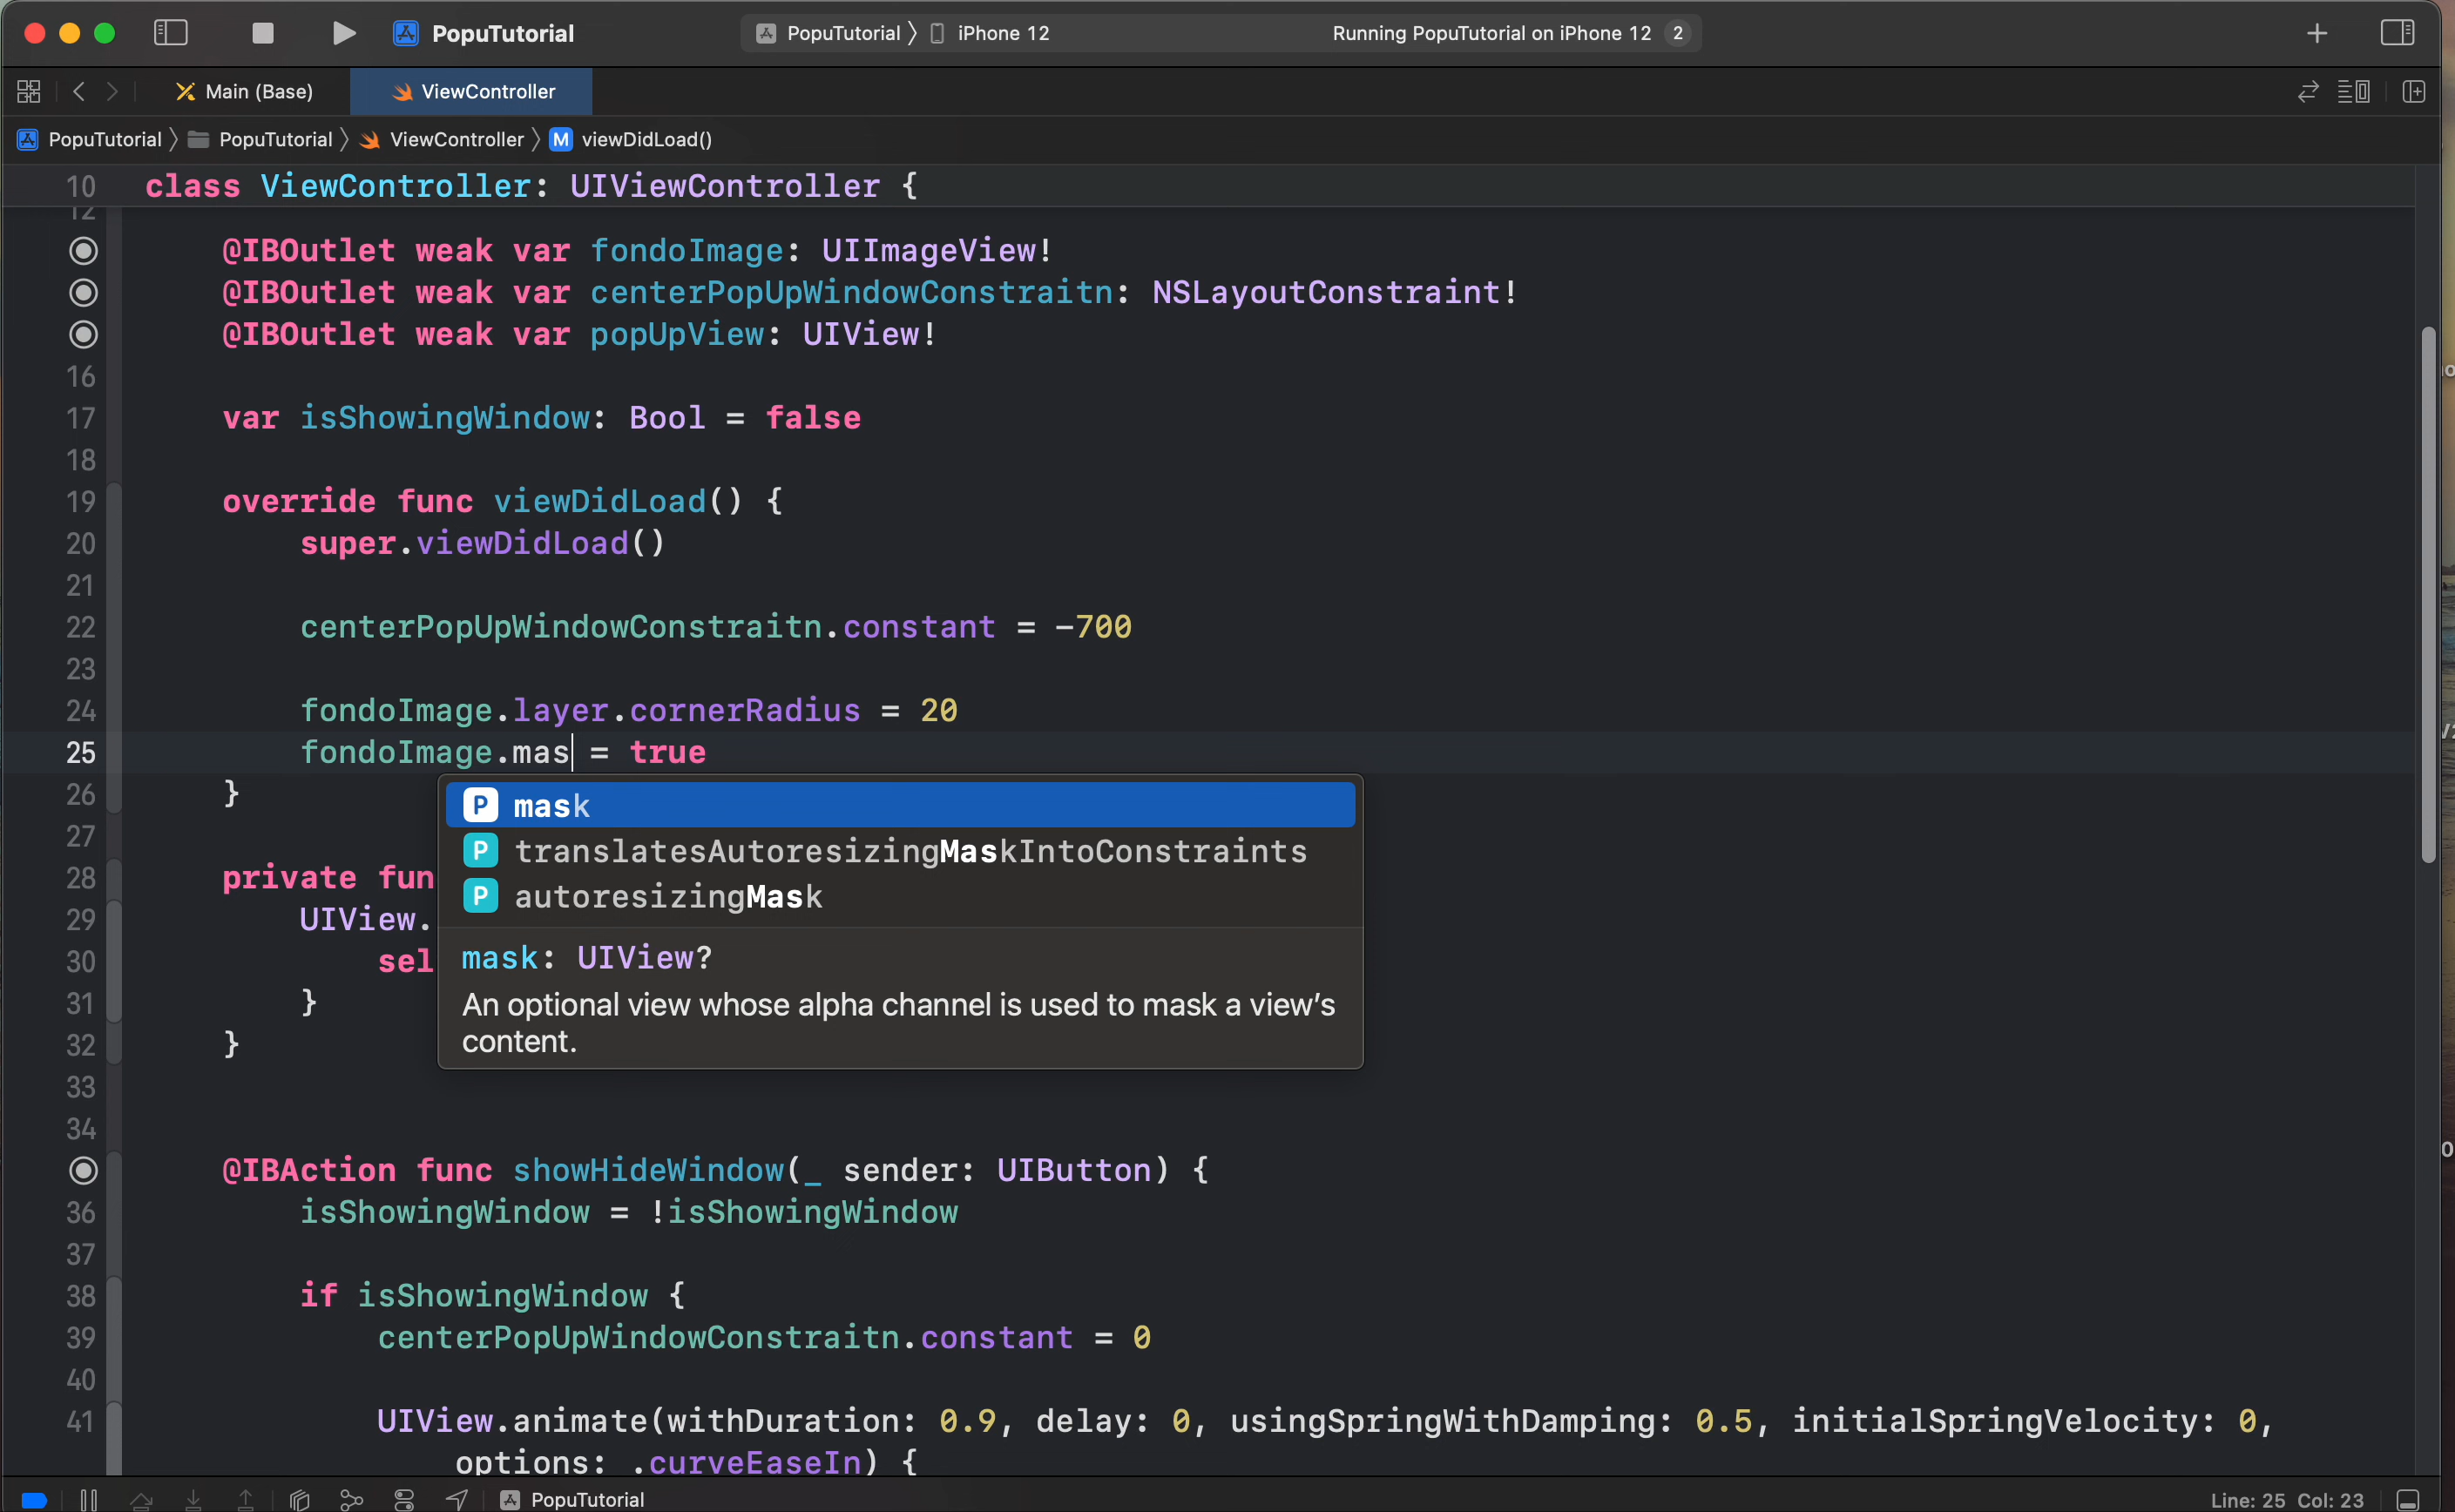 PopuTutorial
PopuTutorial 〉 iPhone 12
Running PopuTutorial on iPhone 12 2
Main (Base)
ViewController
PopuTutorial 〉 PopuTutorial 〉 ViewController 〉 M viewDidLoad()
10 class ViewController: UIViewController {
12
@IBOutlet weak var fondoImage: UIImageView!
@IBOutlet weak var centerPopUpWindowConstraitn: NSLayoutConstraint!
@IBOutlet weak var popUpView: UIView!
16
17 var isShowingWindow: Bool = false
18
19 override func viewDidLoad() {
20 super.viewDidLoad()
21
22 centerPopUpWindowConstraitn.constant = -700
23
24 fondoImage.layer.cornerRadius = 20
25 fondoImage.mas = true
26 }
P mask
27
P translatesAutoresizingMaskIntoConstraints
28 private fun
P autoresizingMask
29 UIView.
30 sel
mask: UIView?
31 }
An optional view whose alpha channel is used to mask a view's
content.
32 }
33
34
@IBAction func showHideWindow(_ sender: UIButton) {
36 isShowingWindow = !isShowingWindow
37
38 if isShowingWindow {
39 centerPopUpWindowConstraitn.constant = 0
40
41 UIView.animate(withDuration: 0.9, delay: 0, usingSpringWithDamping: 0.5, initialSpringVelocity: 0,
options: .curveEaseIn) {
PopuTutorial
Line: 25 Col: 23